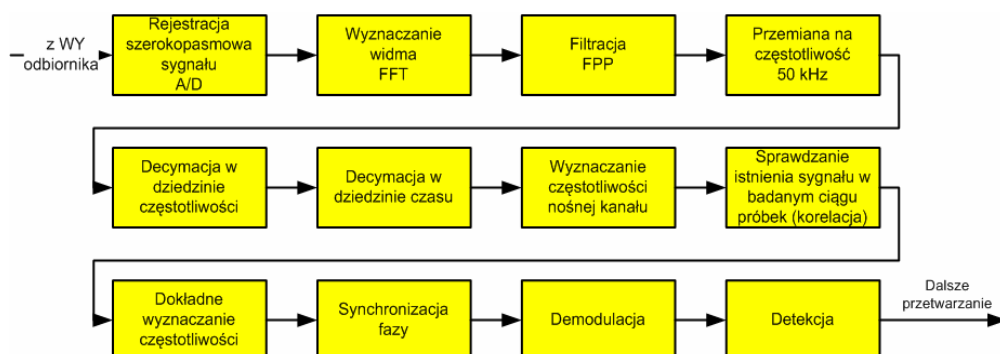 z WY
odbiornika
Rejestracja
szerokopasmowa
sygnału
A/D
Wyznaczanie
widma
FFT
Filtracja
FPP
Przemiana na
częstotliwość
50 kHz
Decymacja w
dziedzinie
częstotliwości
Decymacja w
dziedzinie czasu
Wyznaczanie
częstotliwości
nośnej kanału
Sprawdzanie
istnienia sygnału w
badanym ciągu
próbek (korelacja)
Dokładne
wyznaczanie
częstotliwości
Synchronizacja
fazy
Demodulacja
Detekcja
Dalsze
przetwarzanie